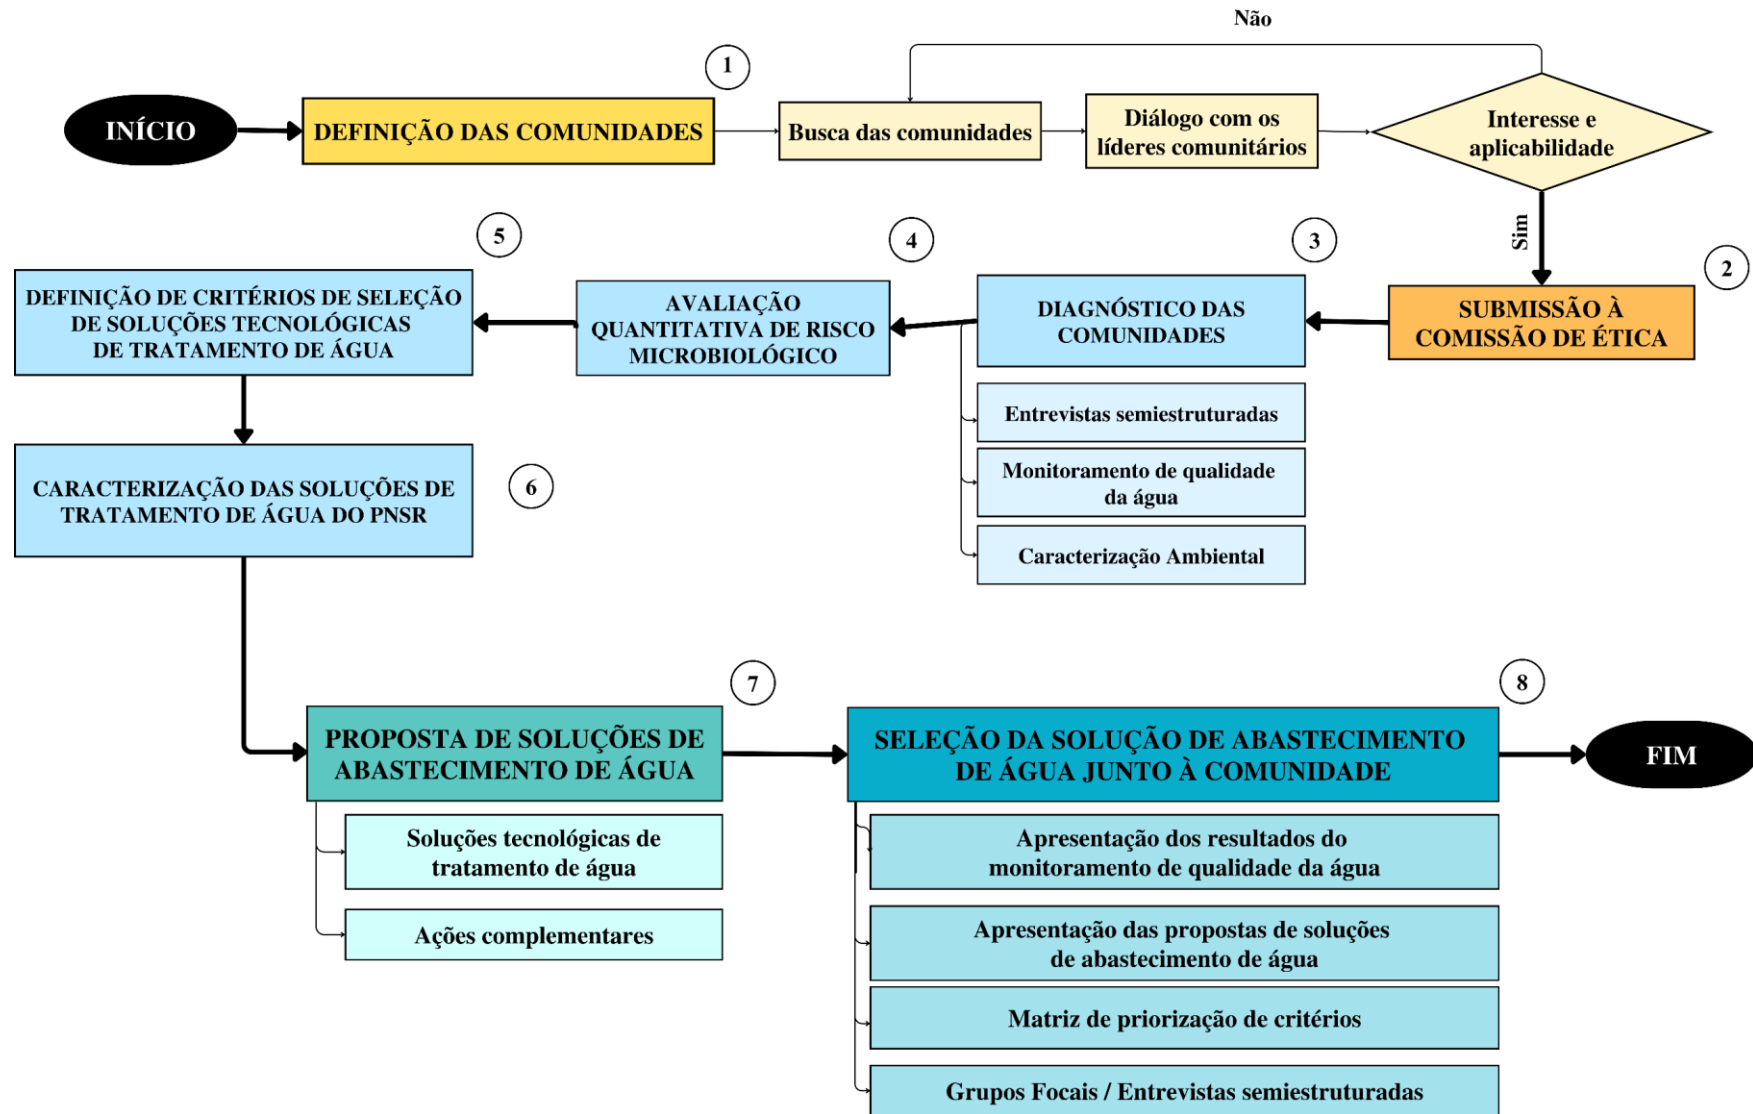 Não
1
INÍCIO
DEFINIÇÃO DAS COMUNIDADES
Busca das comunidades
Diálogo com os
líderes comunitários
Interesse e
aplicabilidade
Sim
2
SUBMISSÃO À
COMISSÃO DE ÉTICA
3
DIAGNÓSTICO DAS
COMUNIDADES
Entrevistas semiestruturadas
Monitoramento de qualidade
da água
Caracterização Ambiental
4
AVALIAÇÃO
QUANTITATIVA DE RISCO
MICROBIOLÓGICO
5
DEFINIÇÃO DE CRITÉRIOS DE SELEÇÃO
DE SOLUÇÕES TECNOLÓGICAS
DE TRATAMENTO DE ÁGUA
6
CARACTERIZAÇÃO DAS SOLUÇÕES DE
TRATAMENTO DE ÁGUA DO PNSR
7
PROPOSTA DE SOLUÇÕES DE
ABASTECIMENTO DE ÁGUA
Soluções tecnológicas de
tratamento de água
Ações complementares
8
SELEÇÃO DA SOLUÇÃO DE ABASTECIMENTO
DE ÁGUA JUNTO À COMUNIDADE
Apresentação dos resultados do
monitoramento de qualidade da água
Apresentação das propostas de soluções
de abastecimento de água
Matriz de priorização de critérios
Grupos Focais / Entrevistas semiestruturadas
FIM